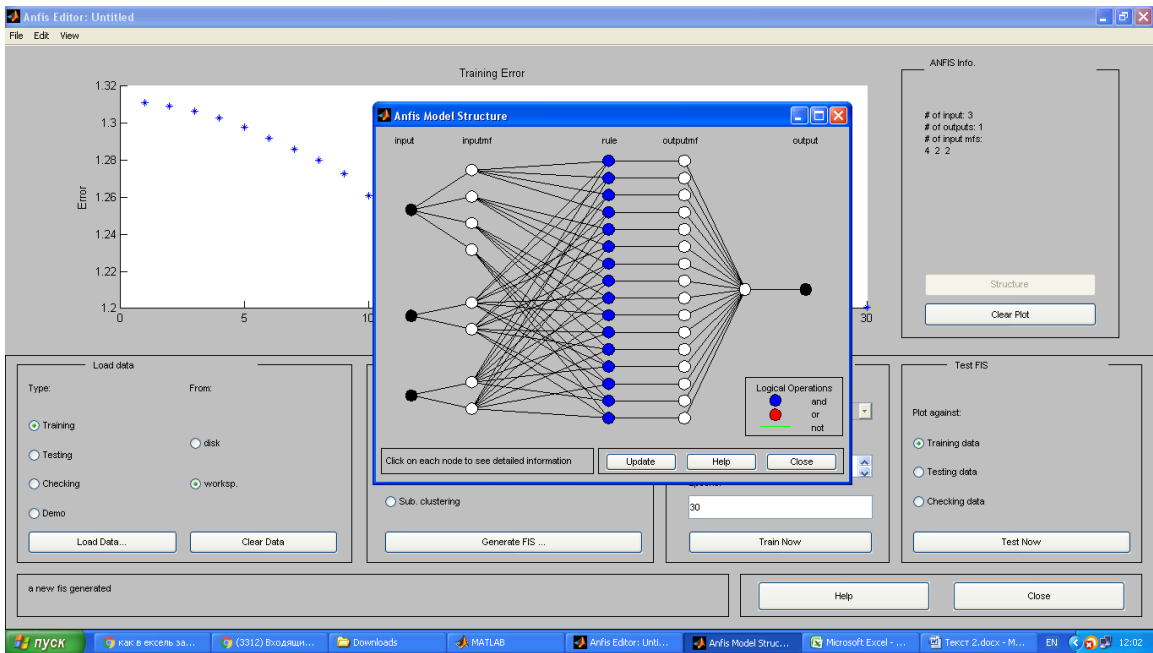 Anfis Editor: Untitled
File Edit View
Training Error
Error
1.32
1.3
1.28
1.26
1.24
1.22
1.2
0 5 10 30
Anfis Model Structure
input inputmf rule outputmf output
Logical Operations
and
or
not
Click on each node to see detailed information
Update Help Close
ANFIS Info.
# of input: 3
# of outputs: 1
# of input mfs:
4 2 2
Structure
Clear Plot
Load data
Type: From:
Training
Testing
Checking
Demo
disk
worksp.
Load Data... Clear Data
Sub. clustering
Generate FIS ...
30
Train Now
Test FIS
Plot against:
Training data
Testing data
Checking data
Test Now
a new fis generated
Help Close
пуск
как в ексель за...
(3312) Входящи...
Downloads
MATLAB
Anfis Editor: Unti...
Anfis Model Struc...
Microsoft Excel - ...
Текст 2.docx - М...
EN
12:02